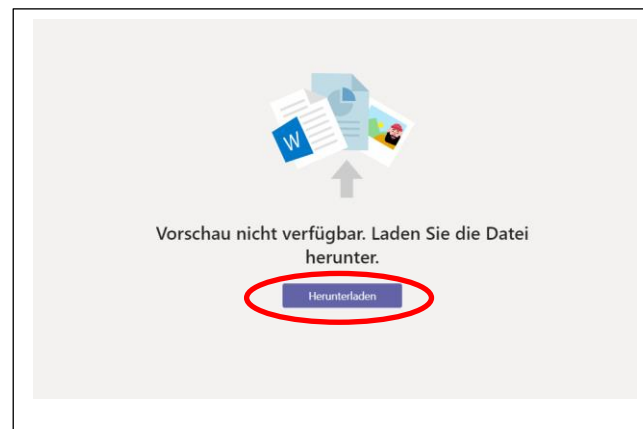 W
Vorschau nicht verfügbar. Laden Sie die Datei
herunter.
Herunterladen